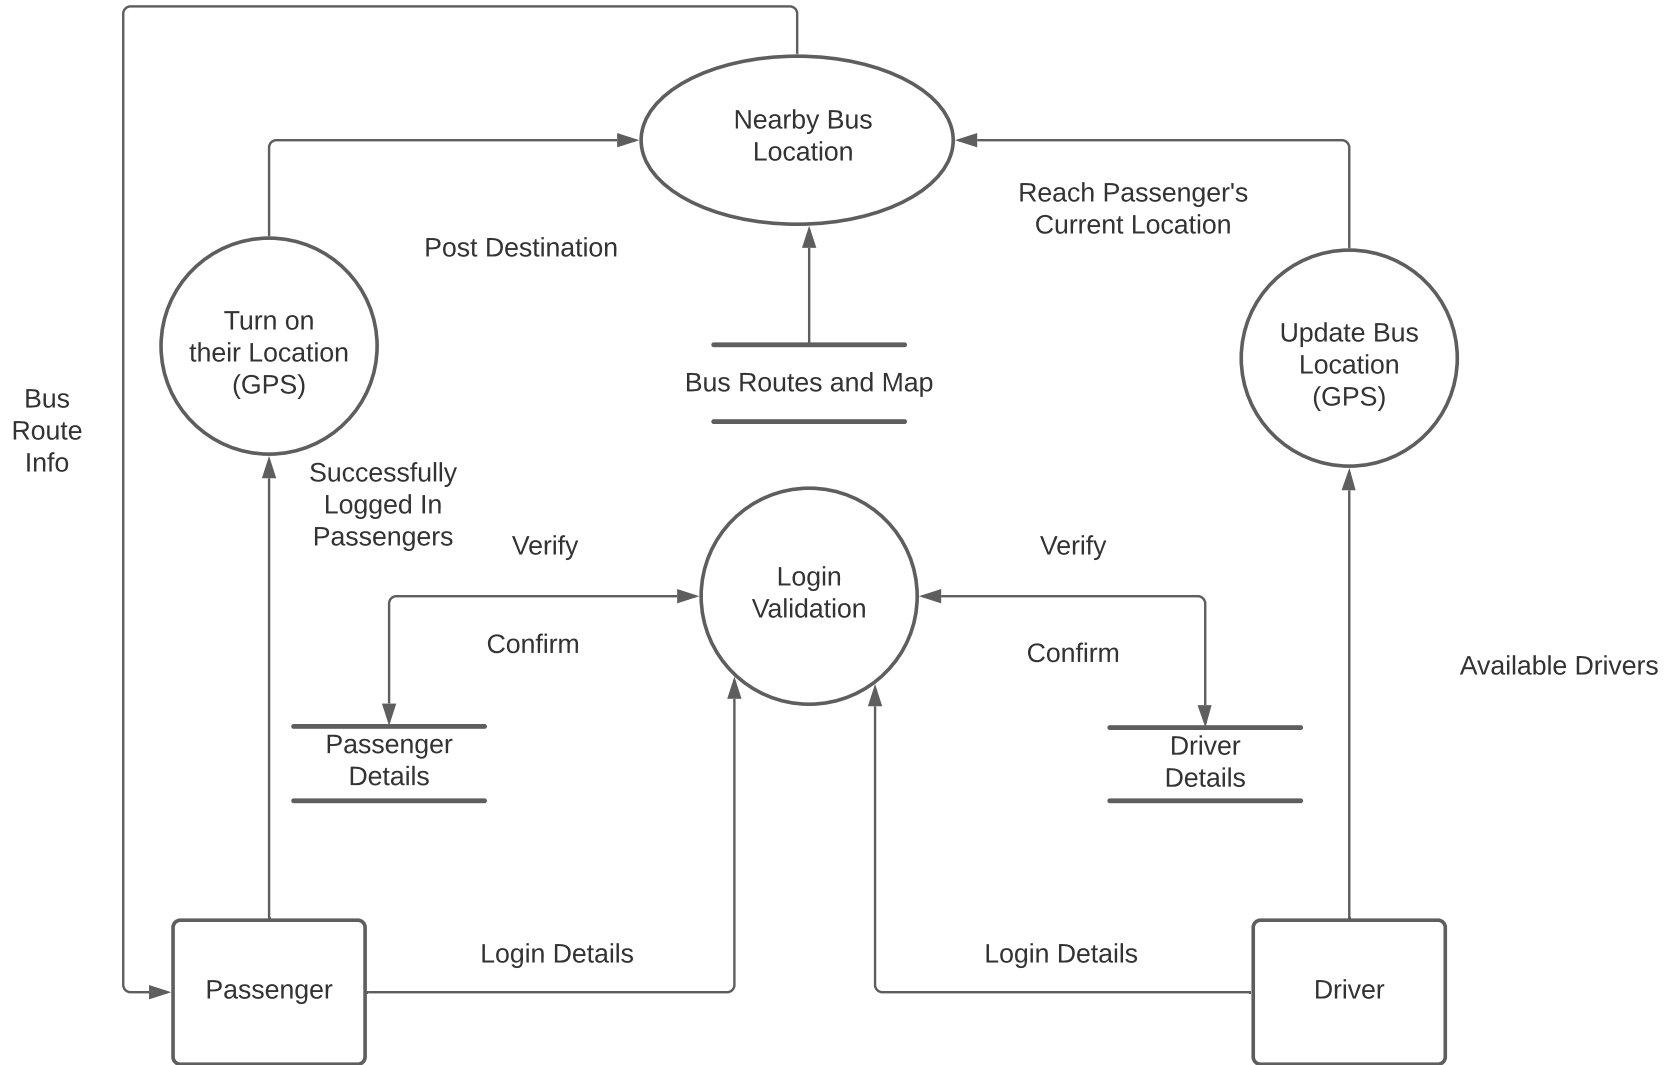 Nearby Bus
Location
Reach Passenger's
Current Location
Post Destination
Turn on
their Location
(GPS)
Update Bus
Location
(GPS)
Bus Routes and Map
Bus
Route
Info
Successfully
Logged In
Passengers
Verify
Verify
Login
Validation
Confirm
Confirm
Available Drivers
Passenger
Details
Driver
Details
Login Details
Login Details
Passenger
Driver